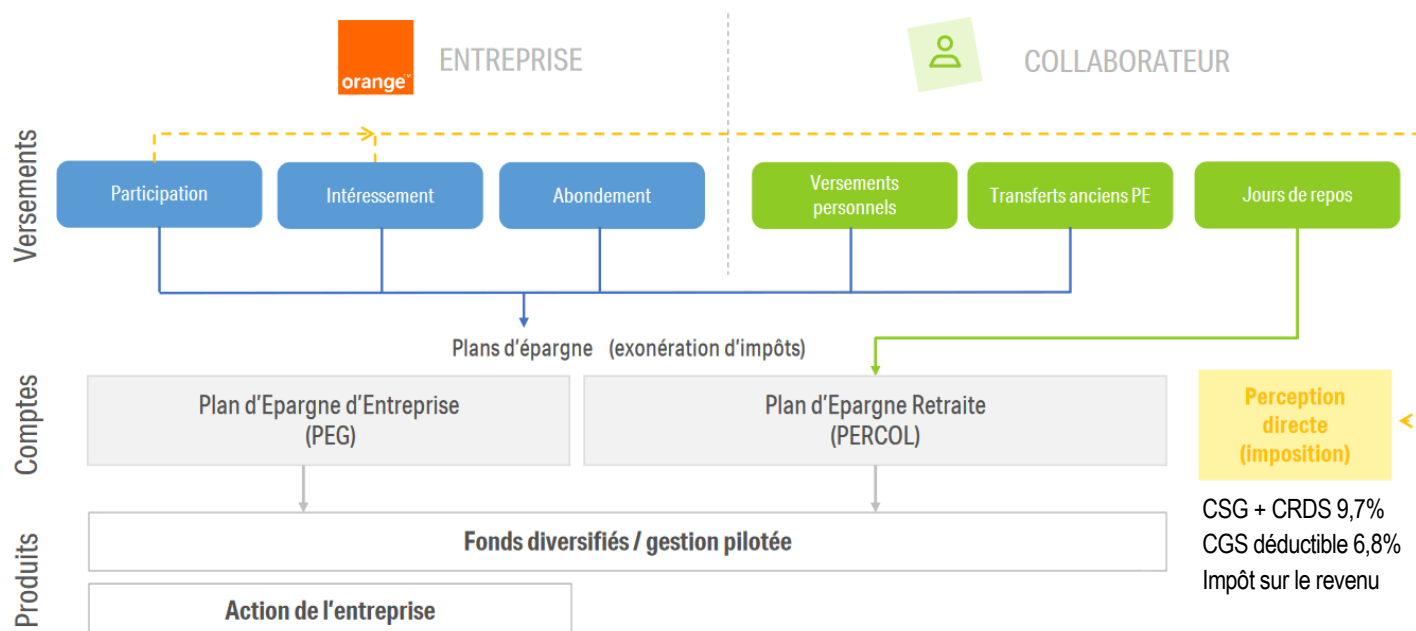 orange™
ENTREPRISE
COLLABORATEUR
Versements
Participation
Intéressement
Abondement
Versements
personnels
Transferts anciens PE
Jours de repos
Plans d'épargne (exonération d'impôts)
Comptes
Plan d'Epargne d'Entreprise
(PEG)
Plan d'Epargne Retraite
(PERCOL)
Perception
directe
(imposition)
CSG + CRDS 9,7%
CGS déductible 6,8%
Impôt sur le revenu
Produits
Fonds diversifiés / gestion pilotée
Action de l'entreprise